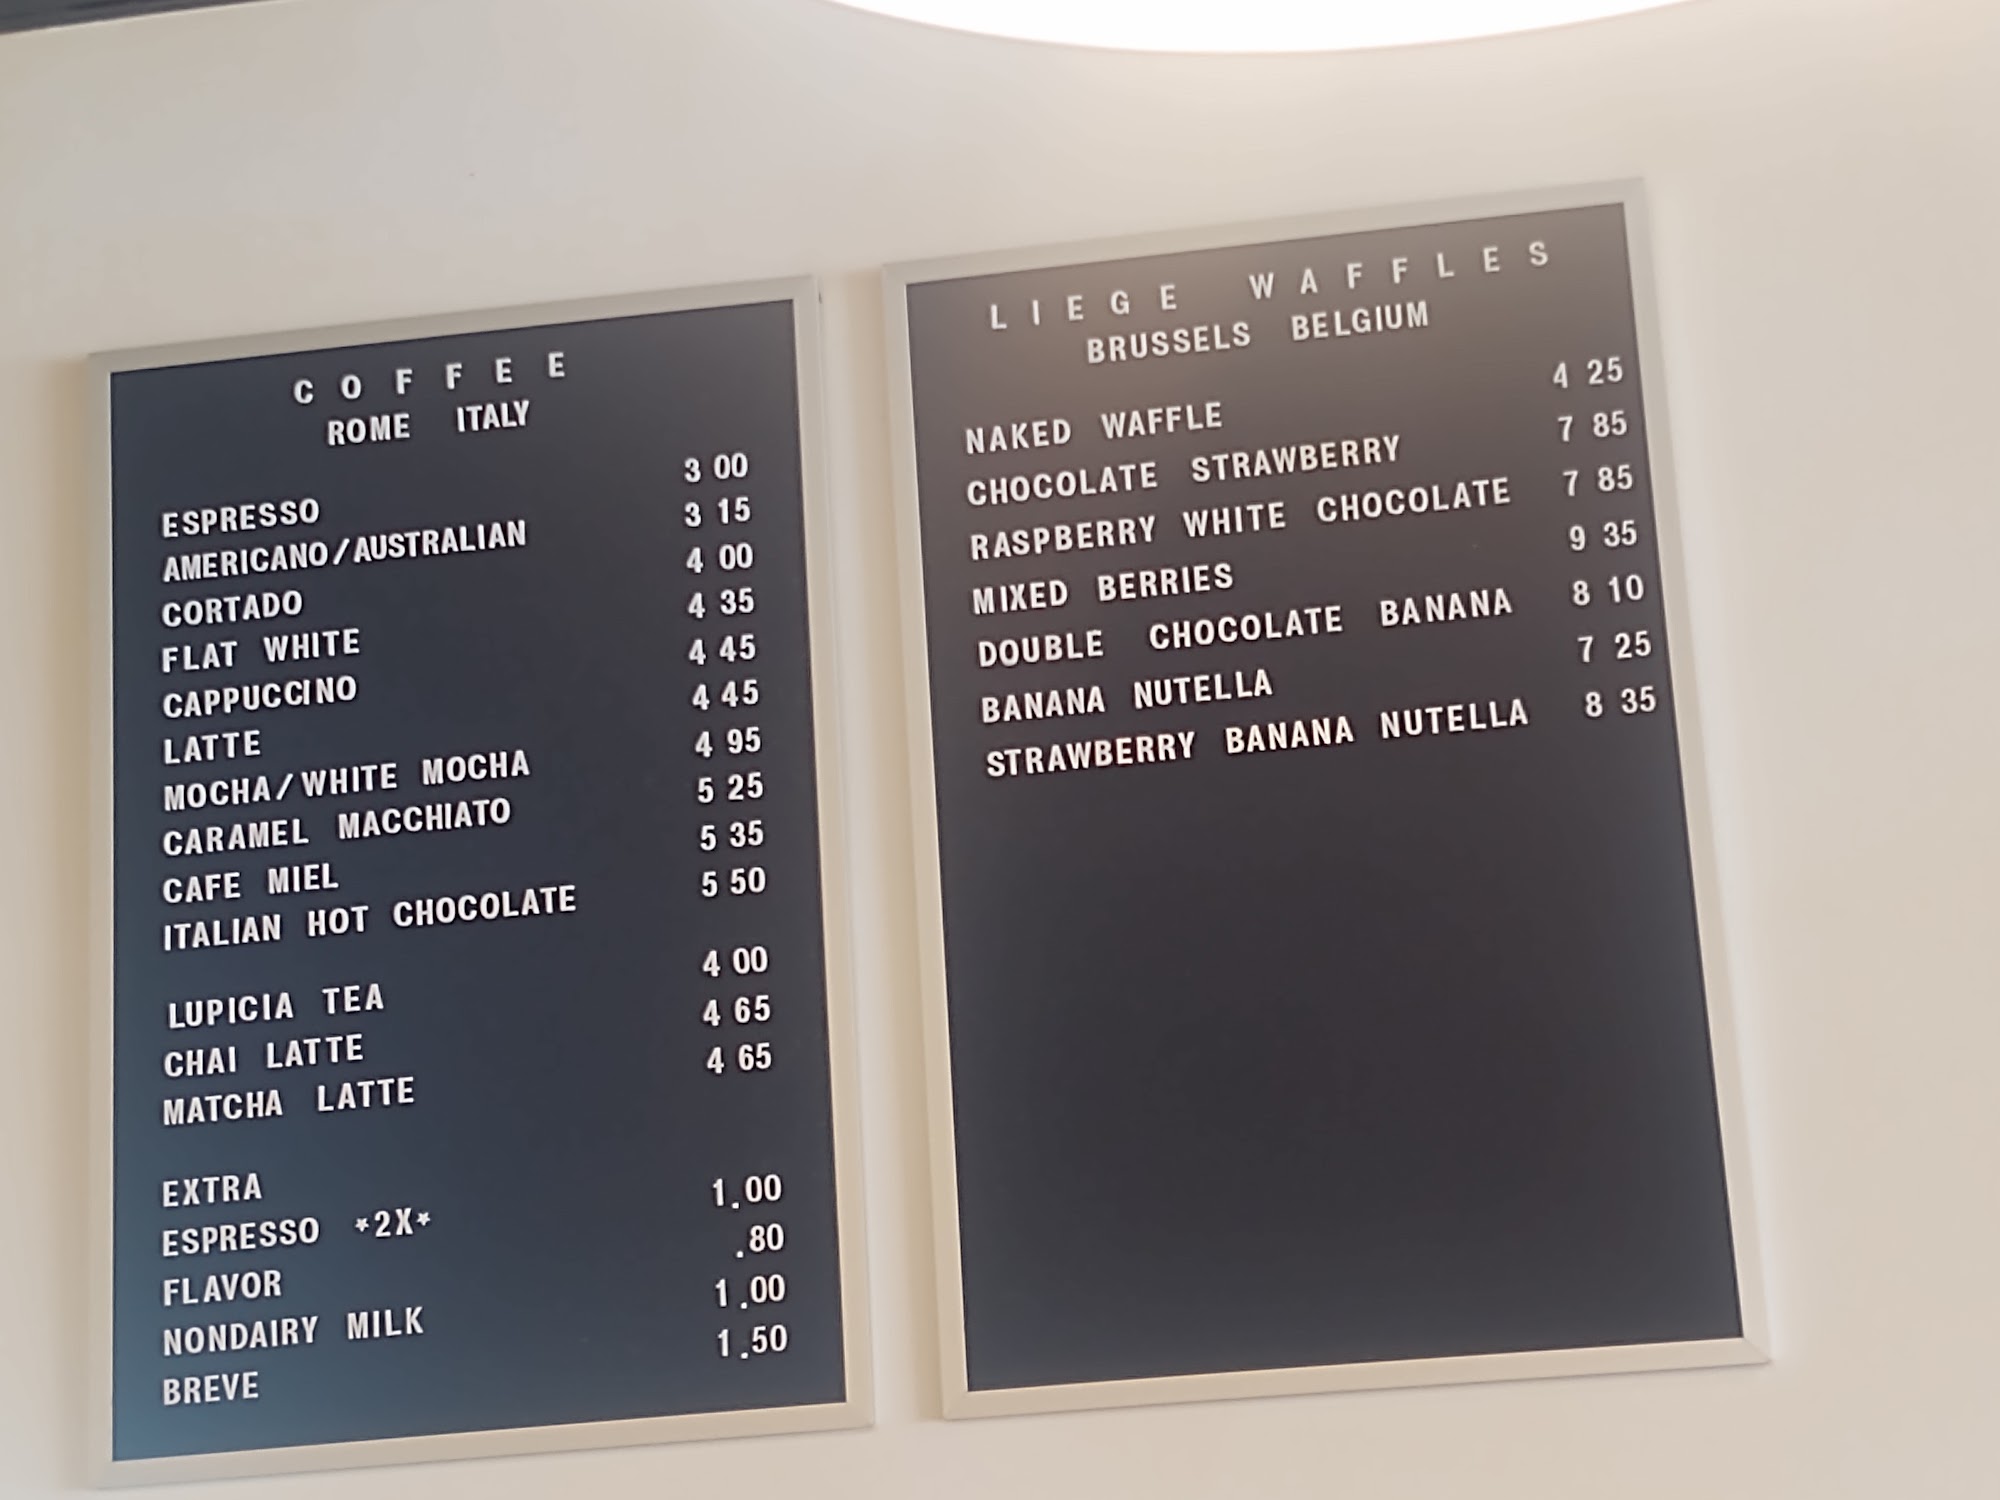 COFFEE
ROME ITALY
ESPRESSO 3 00
AMERICANO/AUSTRALIAN 3 15
CORTADO 4 00
FLAT WHITE 4 35
CAPPUCCINO 4 45
LATTE 4 45
MOCHA/WHITE MOCHA 4 95
CARAMEL MACCHIATO 5 25
CAFE MIEL 5 35
ITALIAN HOT CHOCOLATE 5 50
LUPICIA TEA 4 00
CHAI LATTE 4 65
MATCHA LATTE 4 65
EXTRA
ESPRESSO *2X* 1.00
FLAVOR .80
NONDAIRY MILK 1.00
BREVE 1.50
LIEGE WAFFLES
BRUSSELS BELGIUM
NAKED WAFFLE 4 25
CHOCOLATE STRAWBERRY 7 85
RASPBERRY WHITE CHOCOLATE 7 85
MIXED BERRIES 9 35
DOUBLE CHOCOLATE BANANA 8 10
BANANA NUTELLA 7 25
STRAWBERRY BANANA NUTELLA 8 35